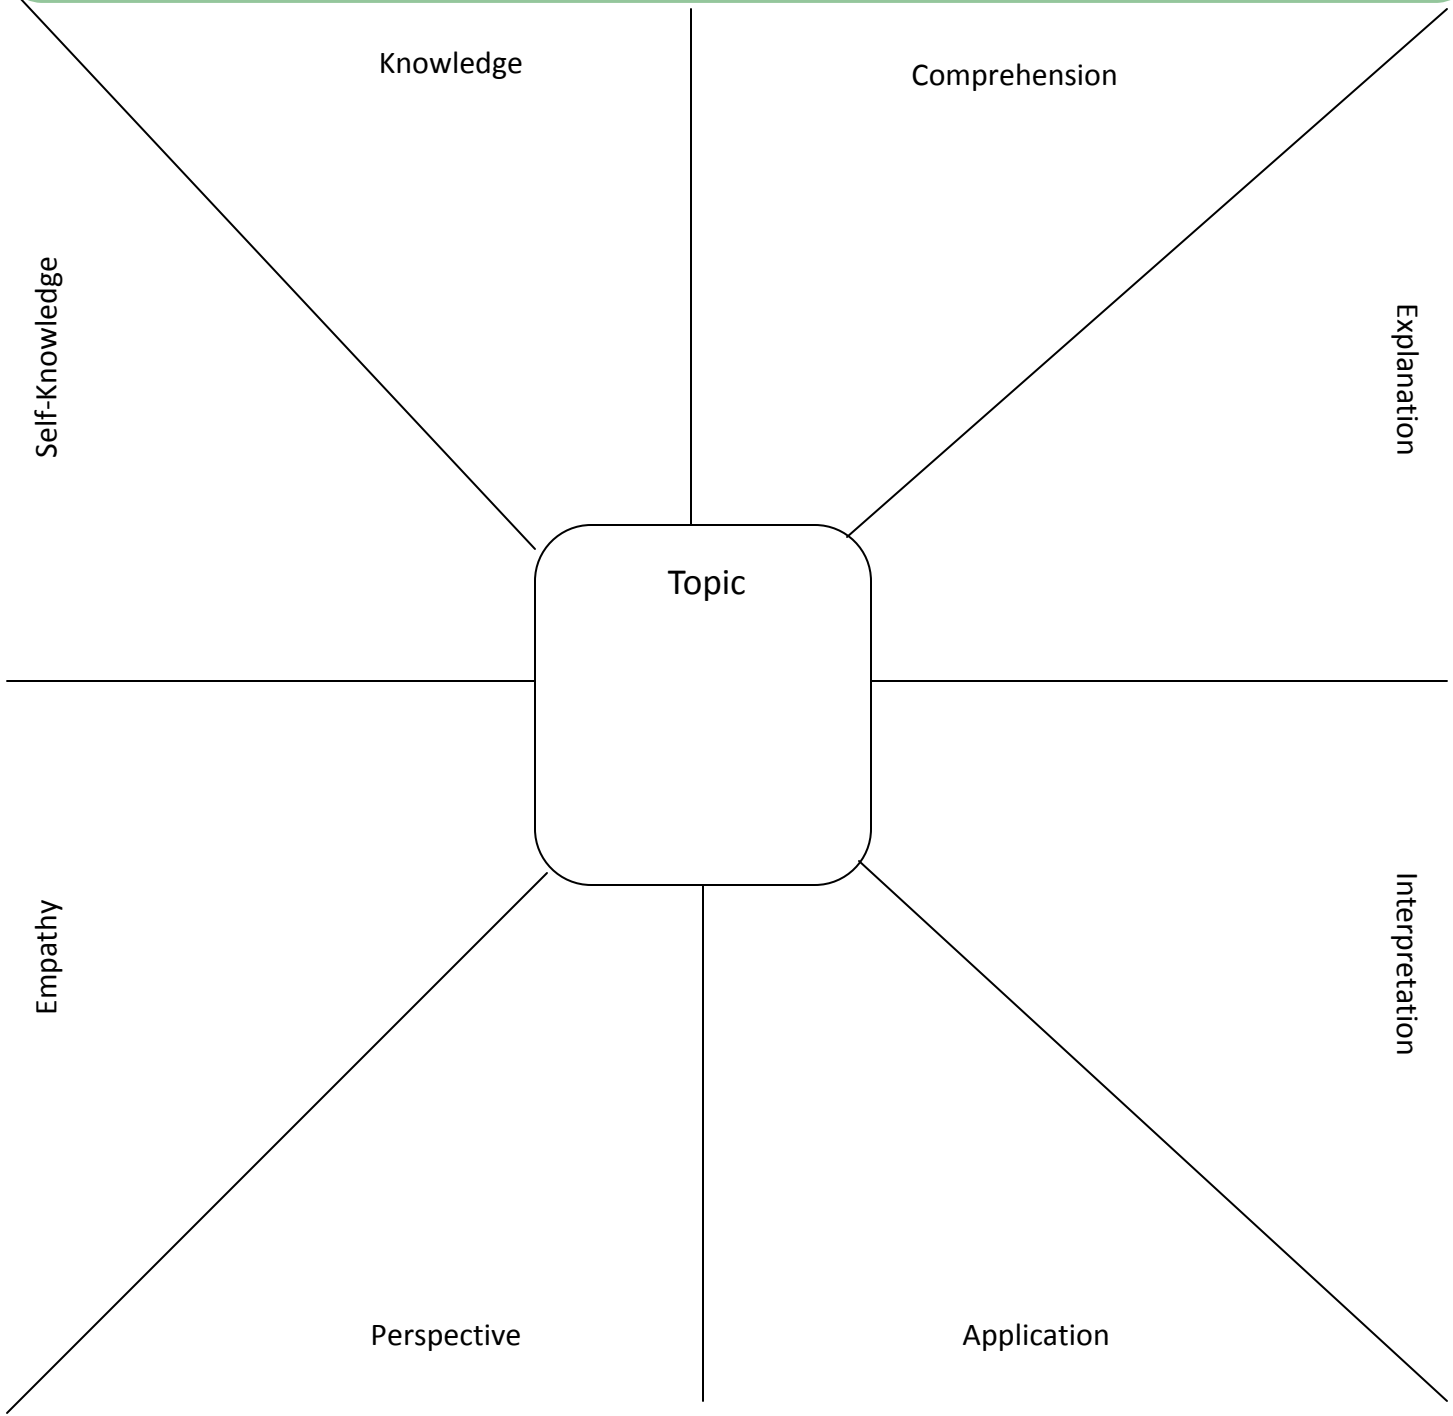 Knowledge
Comprehension
Self-Knowledge
Explanation
Topic
Empathy
Interpretation
Perspective
Application